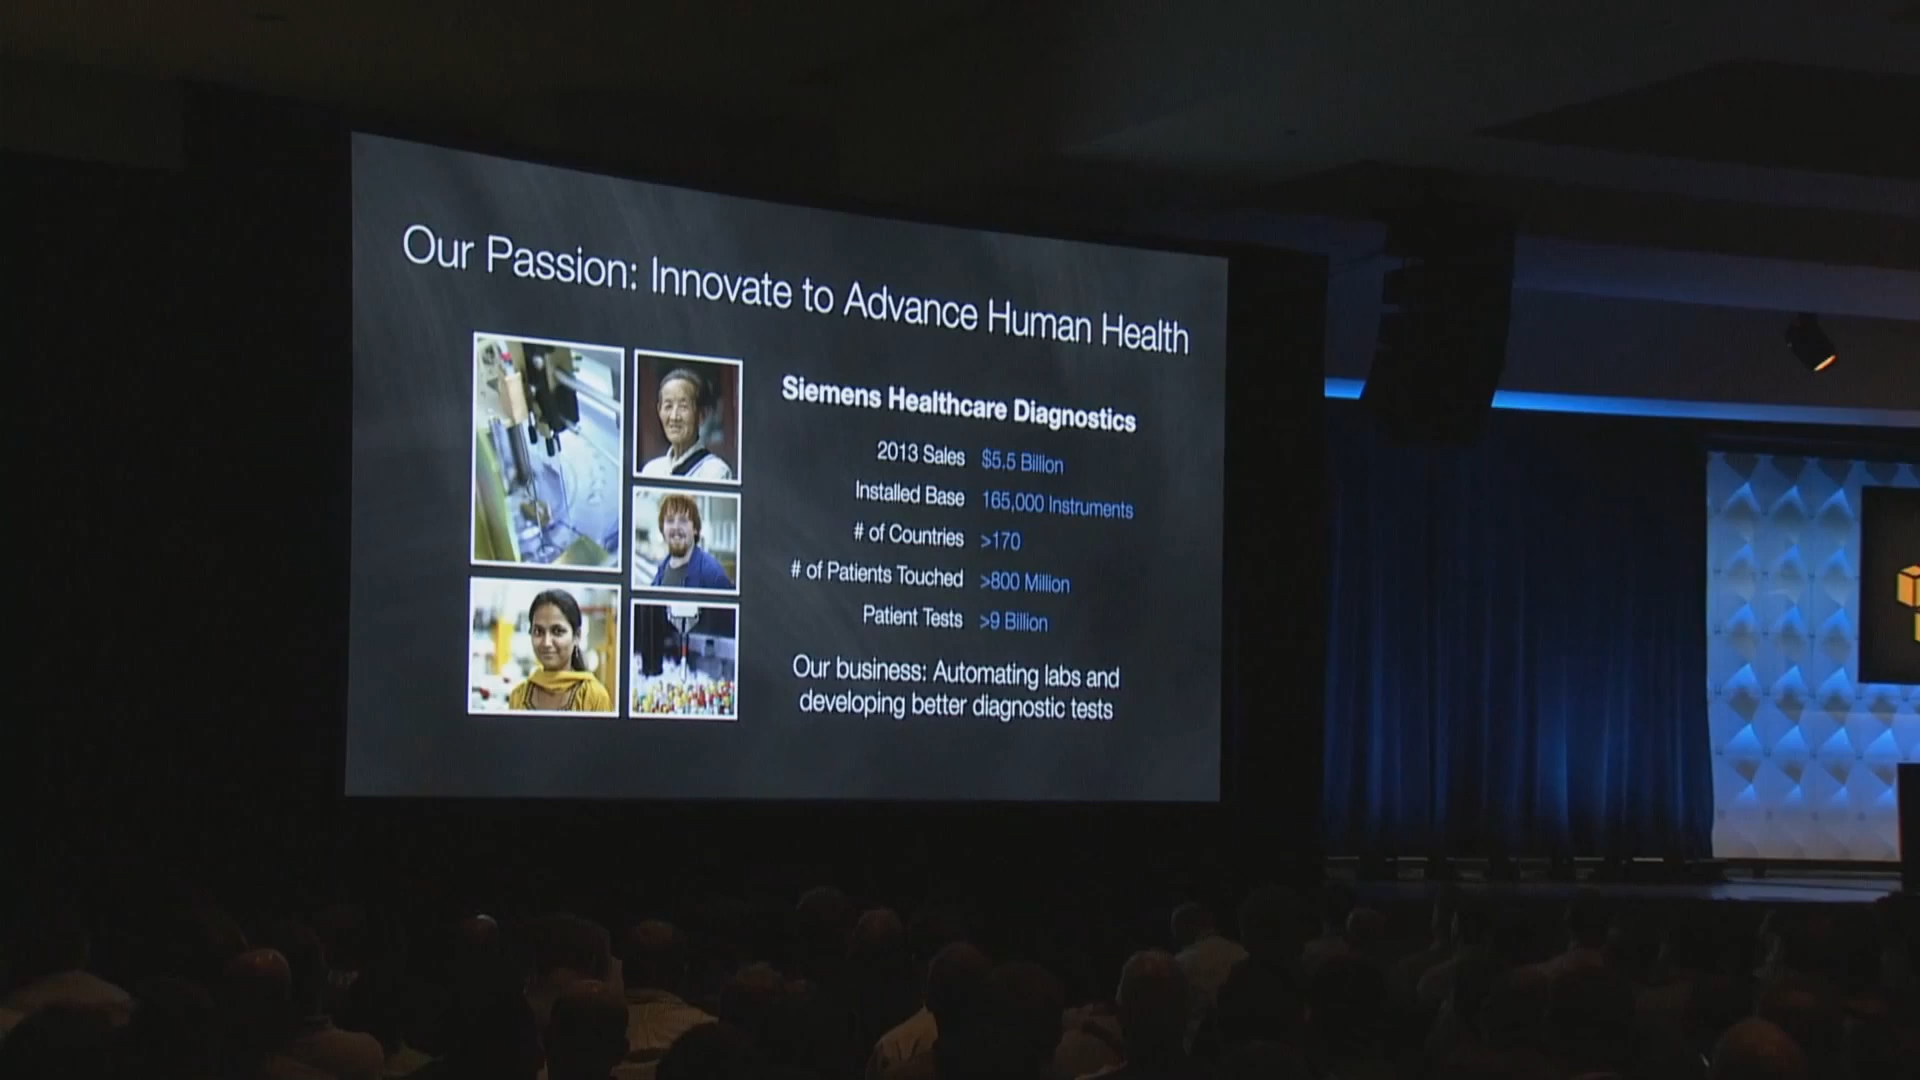 Our Passion: Innovate to Advance Human Health
Siemens Healthcare Diagnostics
2013 Sales $5.5 Billion
Installed Base 165,000 Instruments
# of Countries >170
# of Patients Touched >800 Million
Patient Tests >9 Billion
Our business: Automating labs and
developing better diagnostic tests